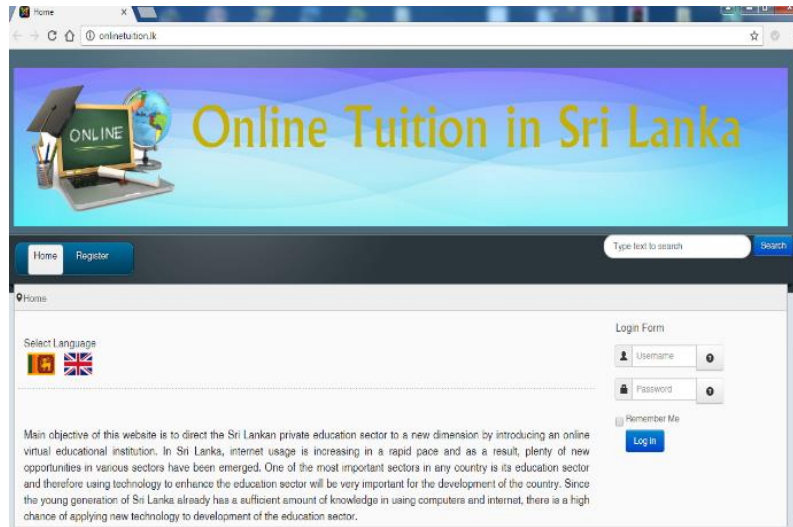 Home
onlinetuition.lk
ONLINE
Online Tuition in Sri Lanka
Home Register
Type text to search
Search
Home
Select Language
Login Form
Username
Password
Remember Me
Log in
Main objective of this website is to direct the Sri Lankan private education sector to a new dimension by introducing an online
virtual educational institution. In Sri Lanka, internet usage is increasing in a rapid pace and as a result, plenty of new
opportunities in various sectors have been emerged. One of the most important sectors in any country is its education sector
and therefore using technology to enhance the education sector will be very important for the development of the country. Since
the young generation of Sri Lanka already has a sufficient amount of knowledge in using computers and internet, there is a high
chance of applying new technology to development of the education sector.